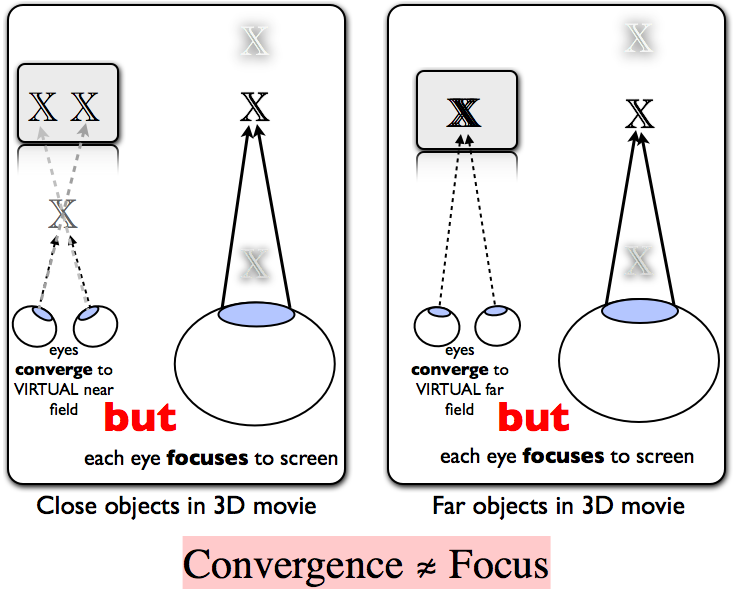 𝕏 𝕏
𝕏
𝕏
𝕏
𝕏
eyes
converge to
VIRTUAL near
field
but
each eye focuses to screen
Close objects in 3D movie
𝕏
𝕏
𝕏
𝕏
eyes
converge to
VIRTUAL far
field
but
each eye focuses to screen
Far objects in 3D movie
Convergence ≉ Focus